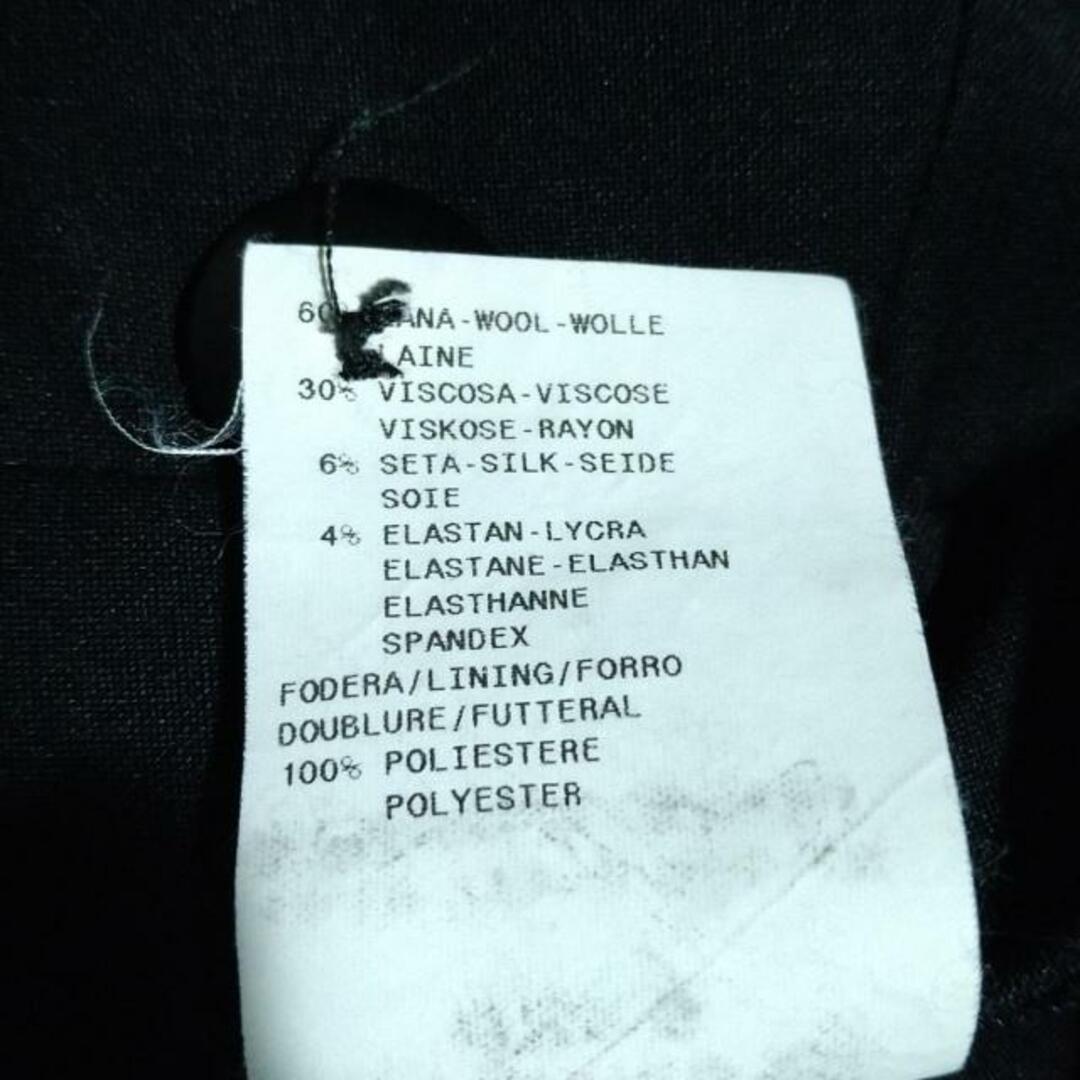 60% LANA-WOOL-WOLLE
LAINE
30% VISCOSA-VISCOSE
VISKOSE-RAYON
6% SETA-SILK-SEIDE
SOIE
4% ELASTAN-LYCRA
ELASTANE-ELASTHAN
ELASTHANNE
SPANDEX
FODERA/LINING/FORRO
DOUBLURE/FUTTERAL
100% POLIESTERE
POLYESTER